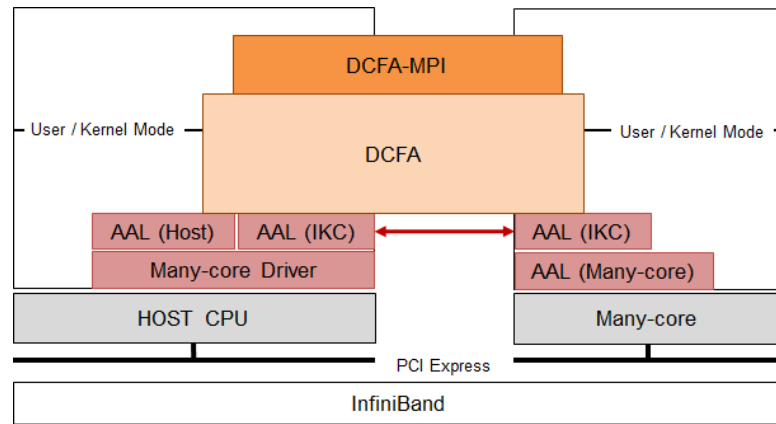 DCFA-MPI
User / Kernel Mode
DCFA
User / Kernel Mode
AAL (Host)
AAL (IKC)
AAL (IKC)
Many-core Driver
AAL (Many-core)
HOST CPU
Many-core
PCI Express
InfiniBand